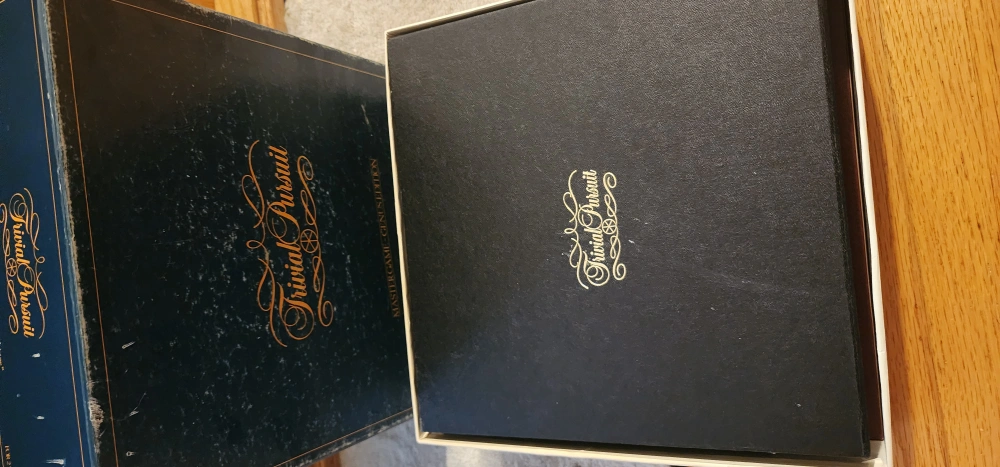 Trivial Pursuit
Trivial Pursuit
MASTER GAME - GENUS EDITION
Trivial Pursuit